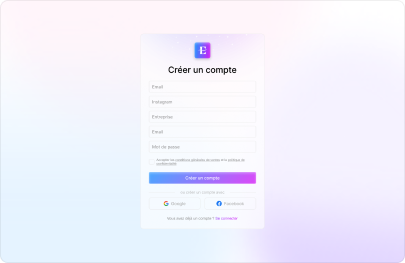 E
Créer un compte
Email
Instagram
Entreprise
Email
Mot de passe
J'accepte les conditions générales de vente et la politique de
confidentialité
Créer un compte
ou créer un compte avec
Google
Facebook
Vous avez déjà un compte ? Se connecter